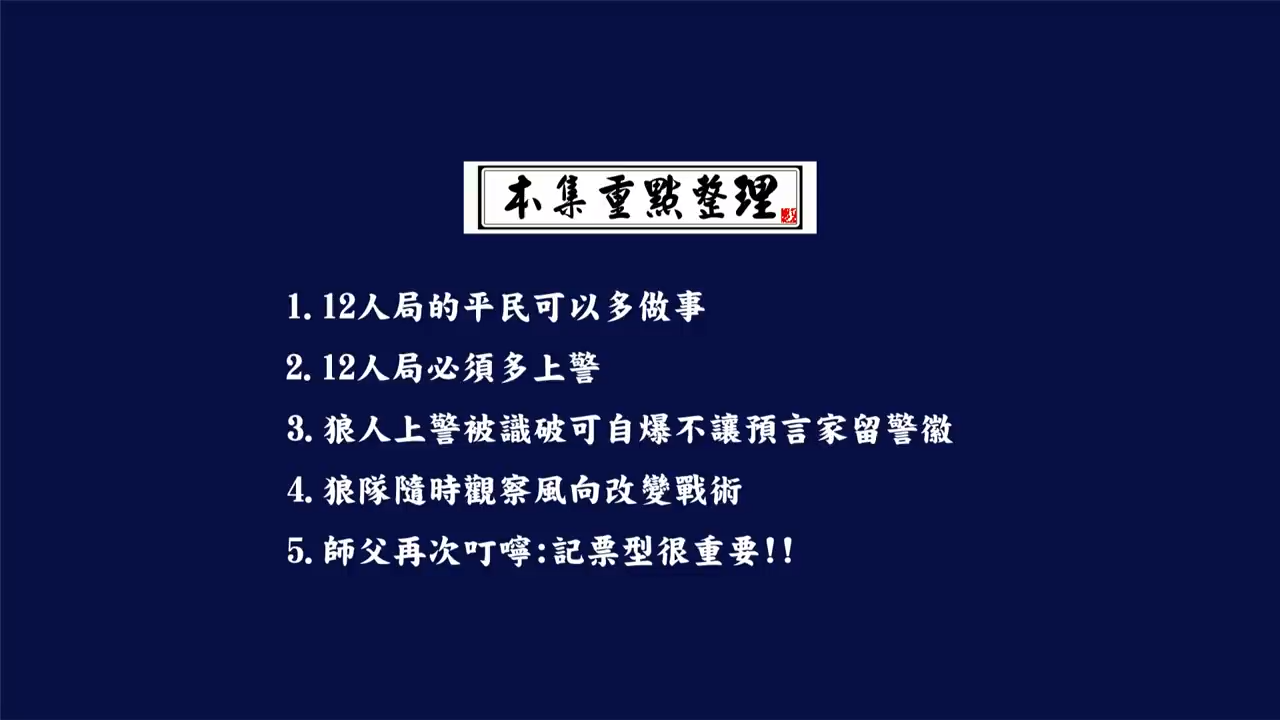 本集重點整理
1.12人局的平民可以多做事
2.12人局必須多上警
3.狼人上警被識破可自爆不讓預言家留警徽
4.狼隊隨時觀察風向改變戰術
5.師父再次叮嚀:記票型很重要!!